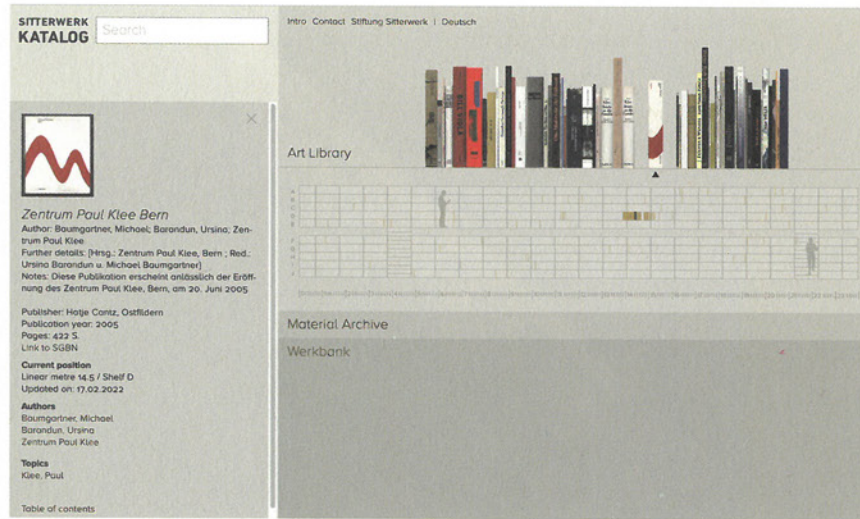 SITTERWERK
KATALOG
Search
Intro Contact Stiftung Sitterwerk | Deutsch
Art Library
Material Archive
Werkbank
Zentrum Paul Klee Bern
Author: Baumgartner, Michael; Barandun, Ursina; Zen-
trum Paul Klee
Further details: [Hrsg.: Zentrum Paul Klee, Bern ; Red.:
Ursina Barandun u. Michael Baumgartner]
Notes: Diese Publikation erscheint anlässlich der Eröff-
nung des Zentrum Paul Klee, Bern, am 20. Juni 2005
Publisher: Hatje Cantz, Ostfildern
Publication year: 2005
Pages: 422 S.
Link to SGBN
Current position
Linear metre 14.5 / Shelf D
Updated on: 17.02.2022
Authors
Baumgartner, Michael
Barandun, Ursina
Zentrum Paul Klee
Topics
Klee, Paul
Table of contents